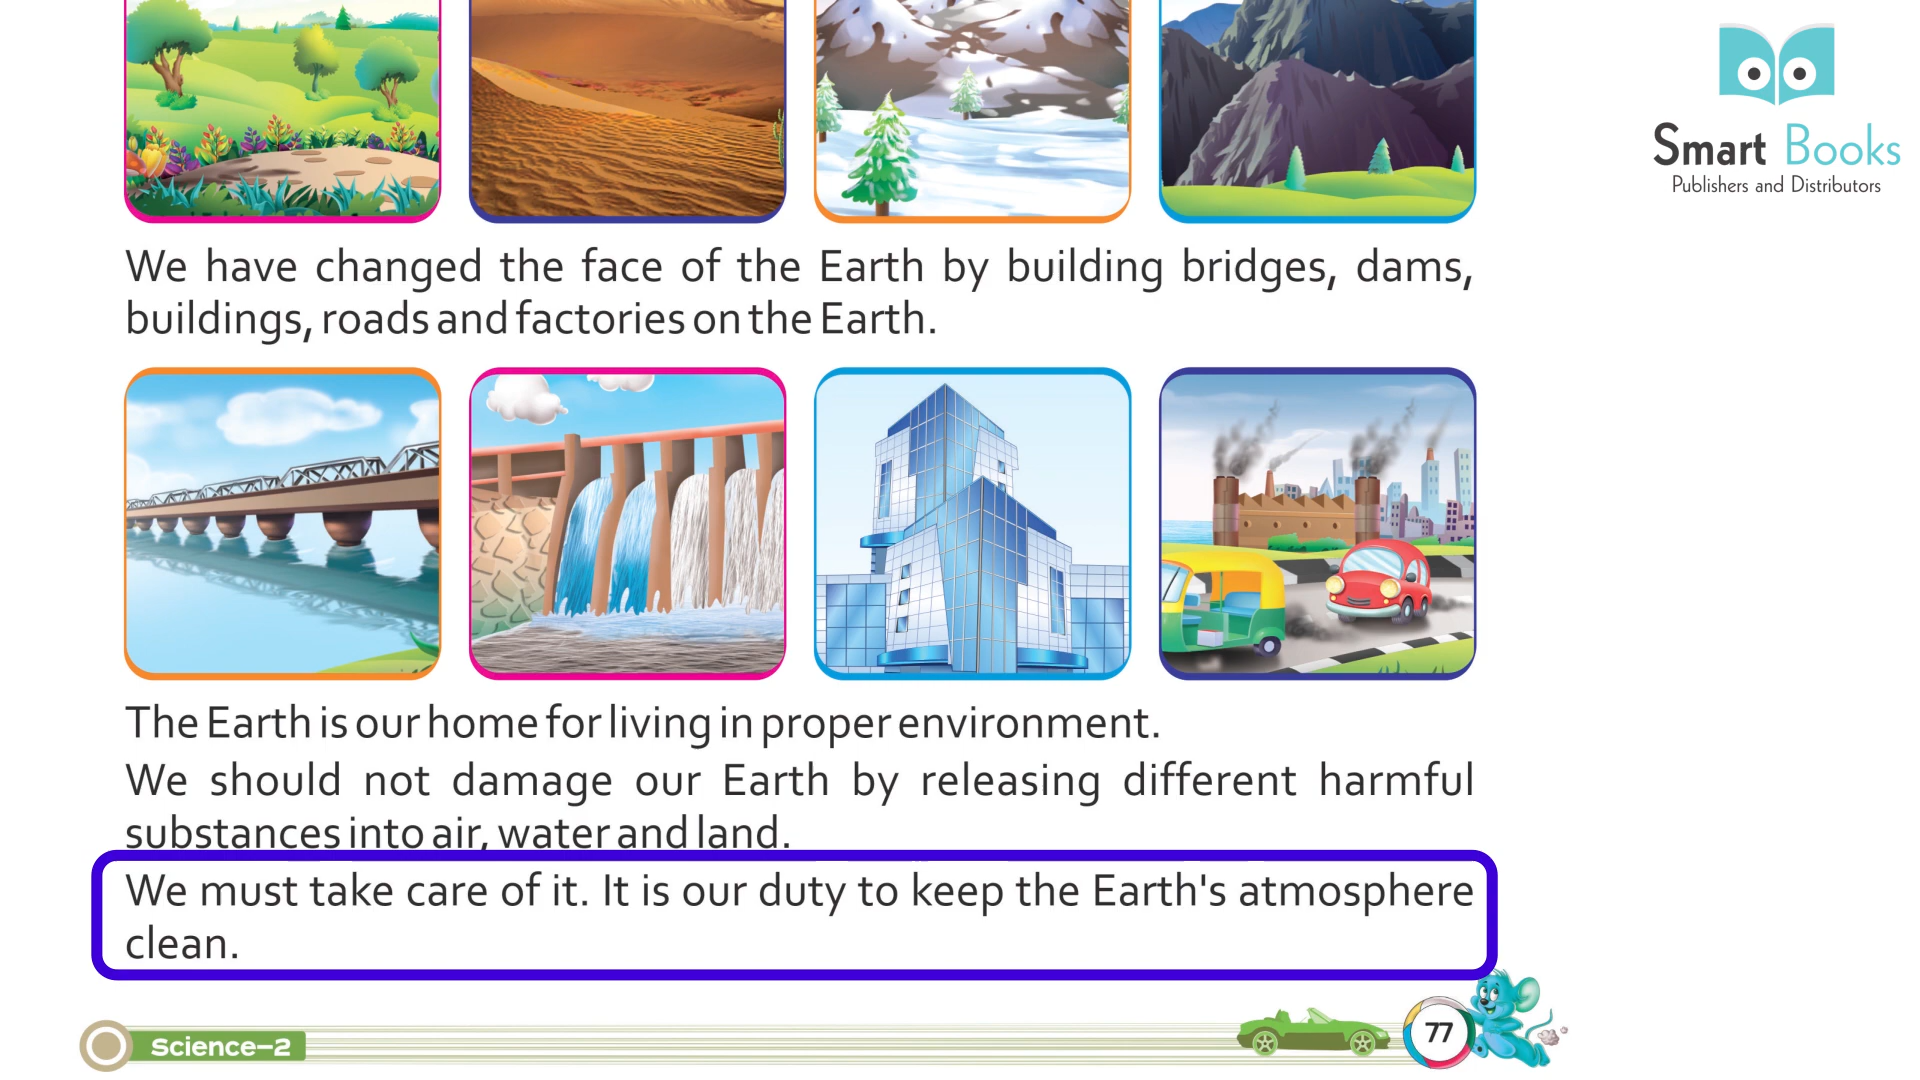 Smart Books
Publishers and Distributors
We have changed the face of the Earth by building bridges, dams,
buildings, roads and factories on the Earth.
The Earth is our home for living in proper environment.
We should not damage our Earth by releasing different harmful
substances into air, water and land.
We must take care of it. It is our duty to keep the Earth's atmosphere
clean.
Science–2
77